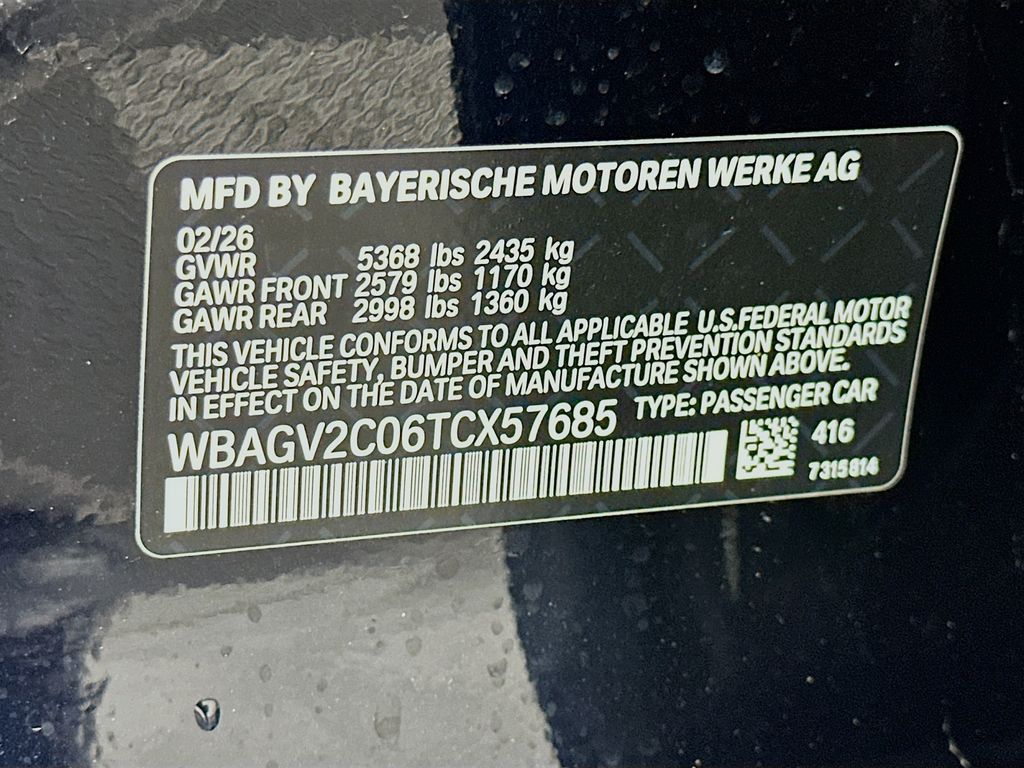 MFD BY BAYERISCHE MOTOREN WERKE AG
02/26
GVWR 5368 lbs 2435 kg
GAWR FRONT 2579 lbs 1170 kg
GAWR REAR 2998 lbs 1360 kg
THIS VEHICLE CONFORMS TO ALL APPLICABLE U.S.FEDERAL MOTOR
VEHICLE SAFETY, BUMPER AND THEFT PREVENTION STANDARDS
IN EFFECT ON THE DATE OF MANUFACTURE SHOWN ABOVE.
WBAGV2C06TCX57685 TYPE: PASSENGER CAR
416
7315814